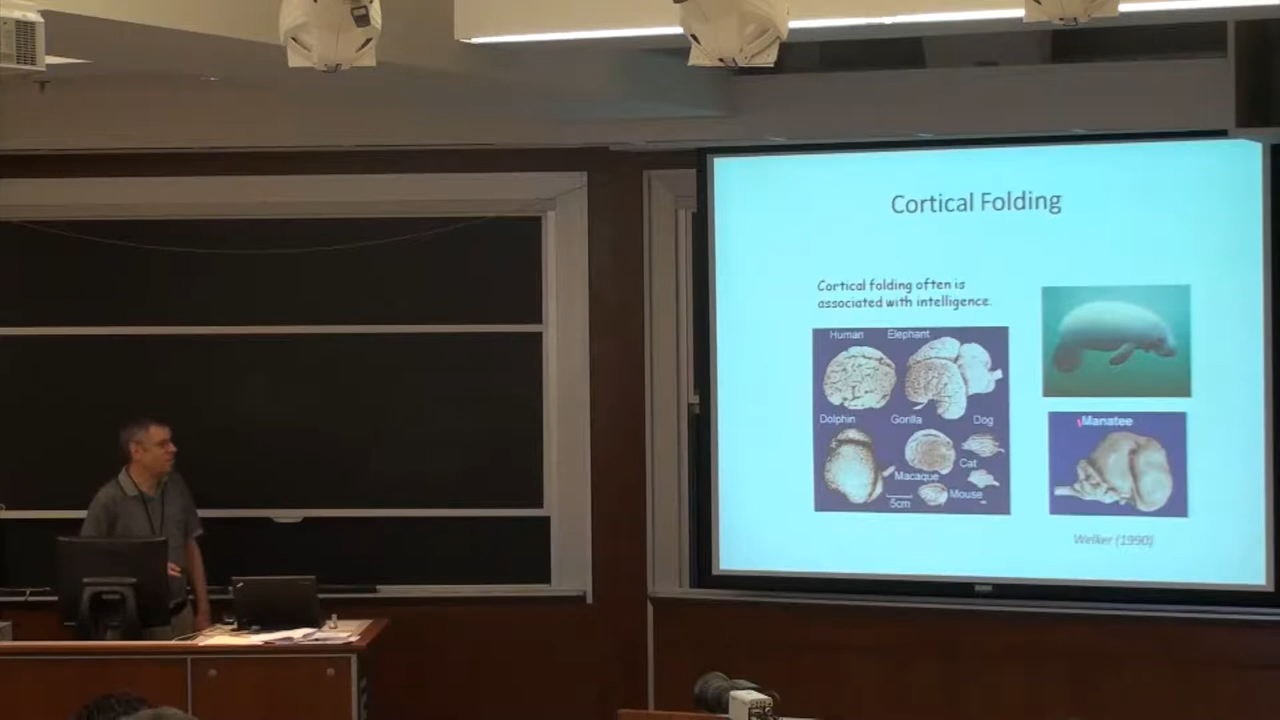 Cortical Folding
Cortical folding often is
associated with intelligence.
Human
Elephant
Dolphin
Gorilla
Dog
Cat
Macaque
Mouse
5cm
Manatee
Welker (1990)